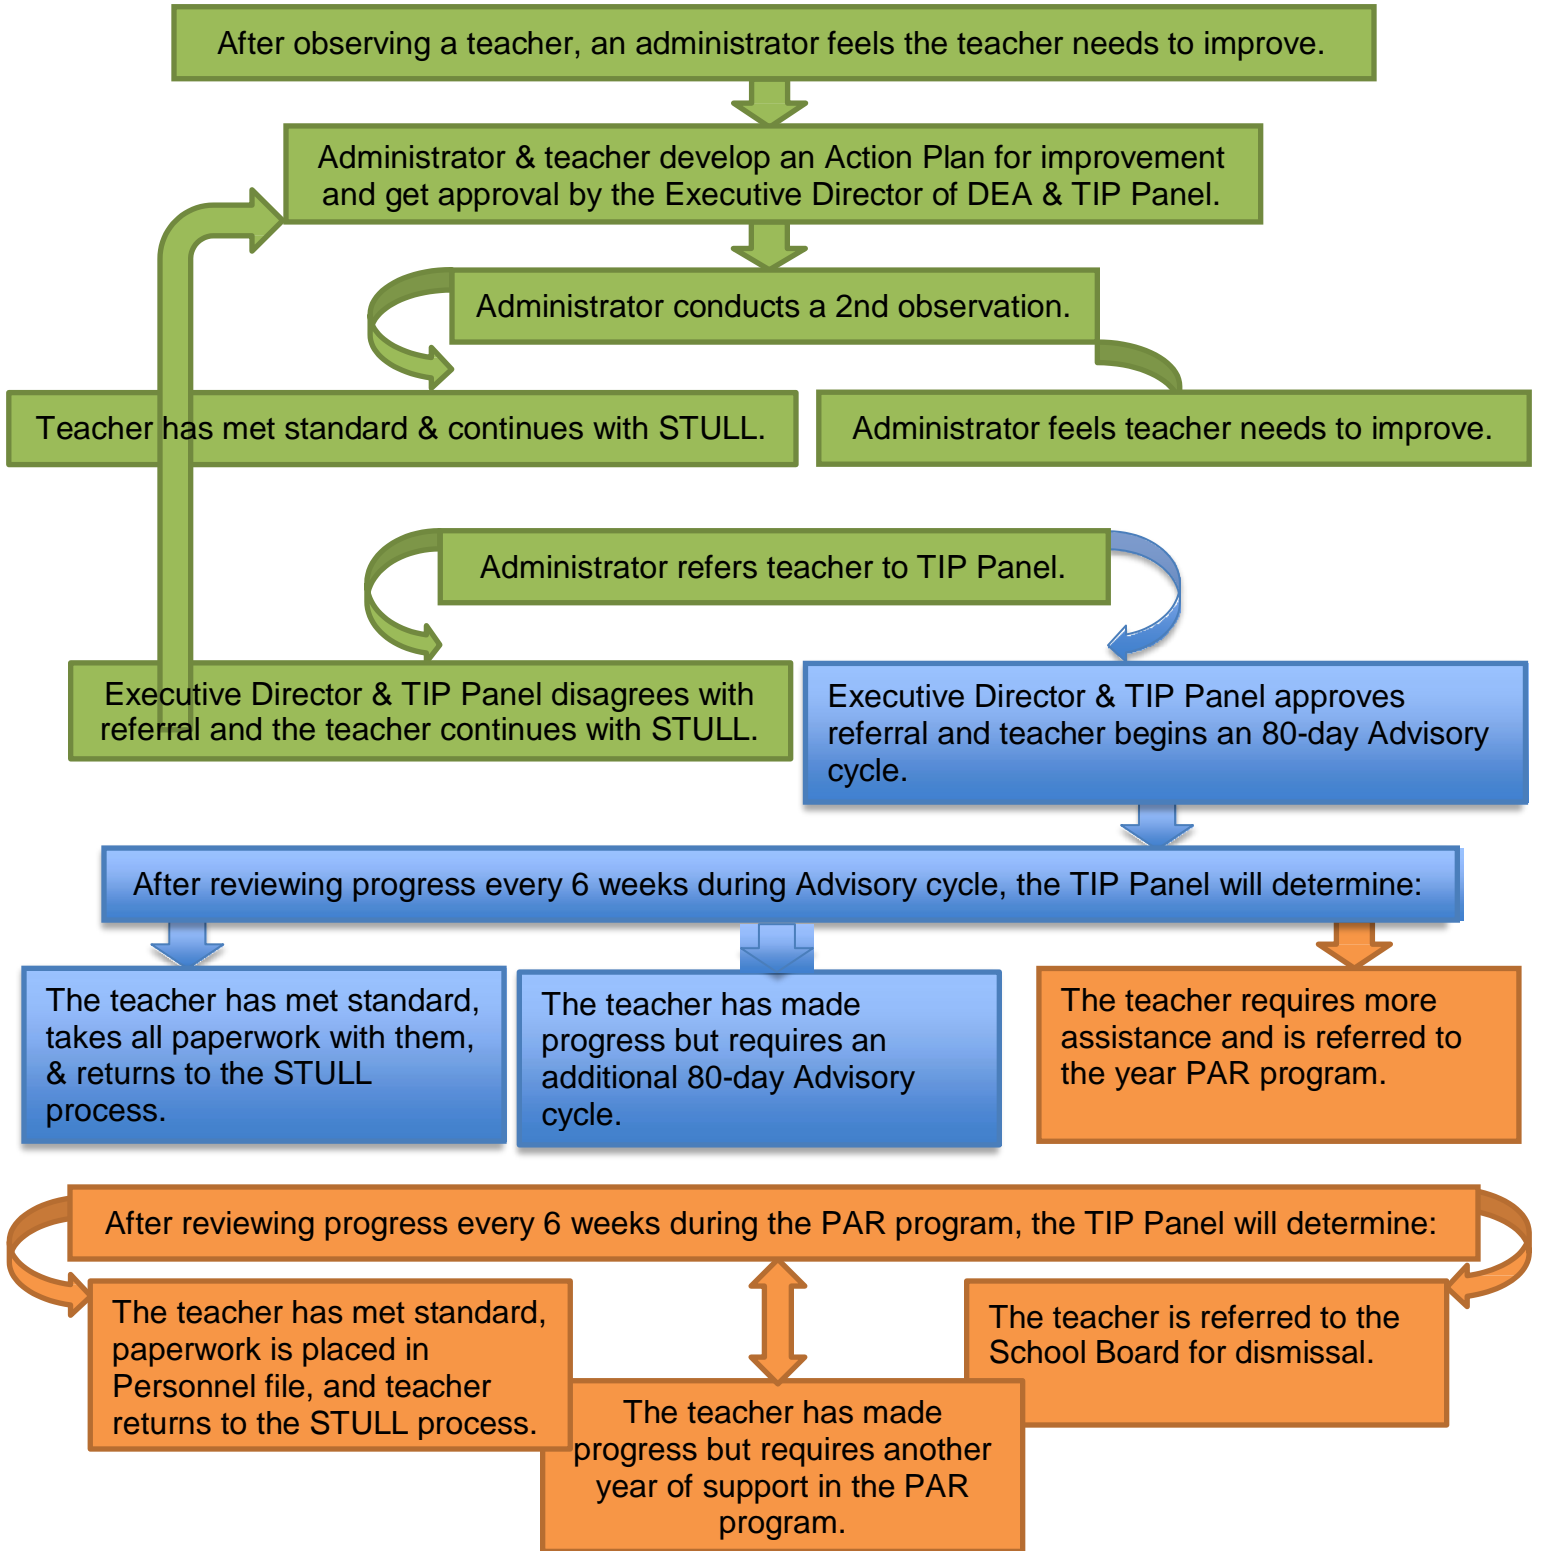 After observing a teacher, an administrator feels the teacher needs to improve.
Administrator & teacher develop an Action Plan for improvement
and get approval by the Executive Director of DEA & TIP Panel.
Administrator conducts a 2nd observation.
Teacher has met standard & continues with STULL.
Administrator feels teacher needs to improve.
Administrator refers teacher to TIP Panel.
Executive Director & TIP Panel disagrees with
referral and the teacher continues with STULL.
Executive Director & TIP Panel approves
referral and teacher begins an 80-day Advisory
cycle.
After reviewing progress every 6 weeks during Advisory cycle, the TIP Panel will determine:
The teacher has met standard,
takes all paperwork with them,
& returns to the STULL
process.
The teacher has made
progress but requires an
additional 80-day Advisory
cycle.
The teacher requires more
assistance and is referred to
the year PAR program.
After reviewing progress every 6 weeks during the PAR program, the TIP Panel will determine:
The teacher has met standard,
paperwork is placed in
Personnel file, and teacher
returns to the STULL process.
The teacher has made
progress but requires another
year of support in the PAR
program.
The teacher is referred to the
School Board for dismissal.